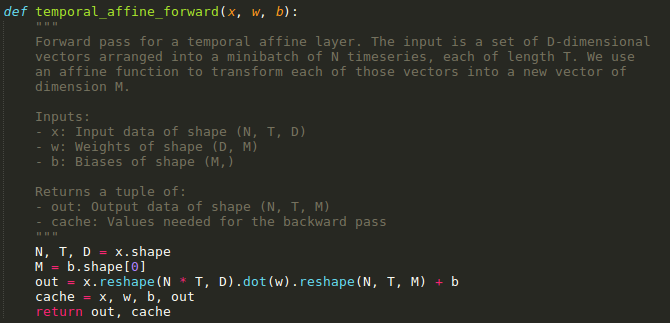 def temporal_affine_forward(x, w, b):
    """
    Forward pass for a temporal affine layer. The input is a set of D-dimensional
    vectors arranged into a minibatch of N timeseries, each of length T. We use
    an affine function to transform each of those vectors into a new vector of
    dimension M.

    Inputs:
    - x: Input data of shape (N, T, D)
    - w: Weights of shape (D, M)
    - b: Biases of shape (M,)

    Returns a tuple of:
    - out: Output data of shape (N, T, M)
    - cache: Values needed for the backward pass
    """
    N, T, D = x.shape
    M = b.shape[0]
    out = x.reshape(N * T, D).dot(w).reshape(N, T, M) + b
    cache = x, w, b, out
    return out, cache